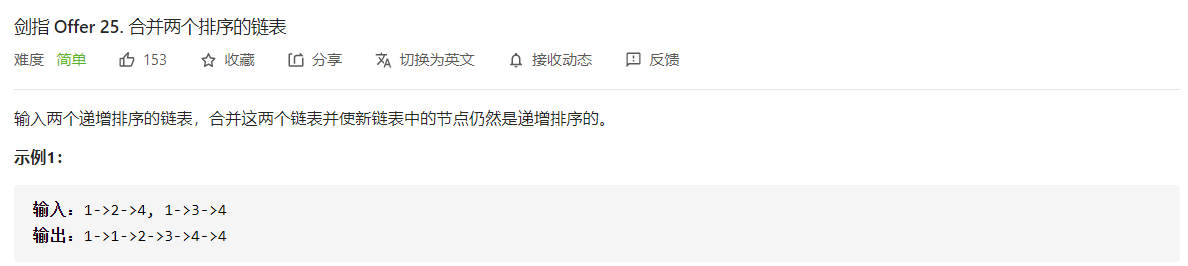 剑指 Offer 25. 合并两个排序的链表
难度 简单 153 收藏 分享 切换为英文 接收动态 反馈
输入两个递增排序的链表，合并这两个链表并使新链表中的节点仍然是递增排序的。
示例1：
输入：1->2->4, 1->3->4
输出：1->1->2->3->4->4